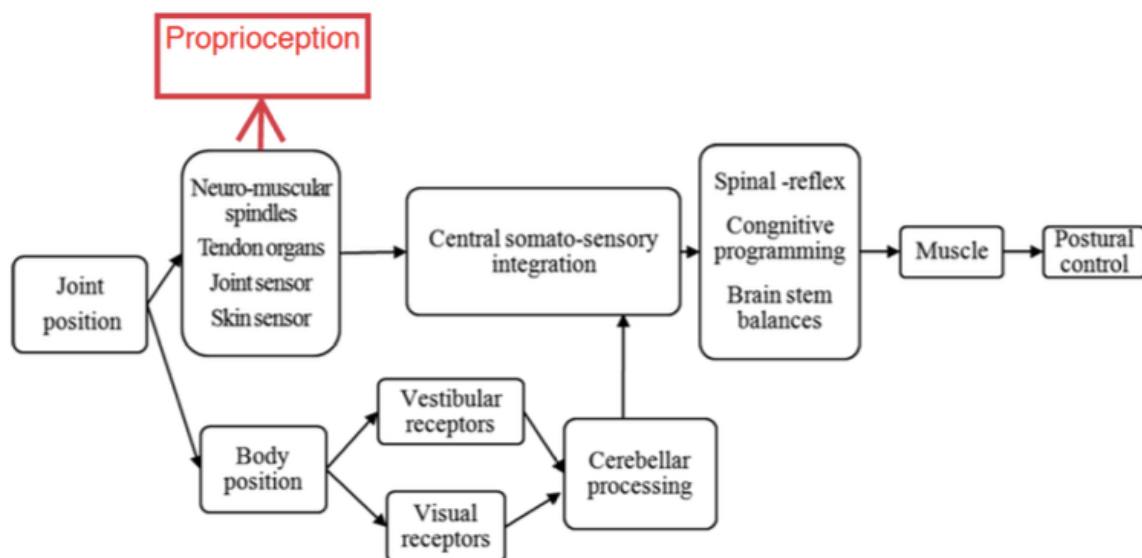 Proprioception
Neuro-muscular
spindles
Tendon organs
Joint sensor
Skin sensor
Joint
position
Central somato-sensory
integration
Spinal -reflex
Congnitive
programming
Brain stem
balances
Muscle
Postural
control
Body
position
Vestibular
receptors
Visual
receptors
Cerebellar
processing